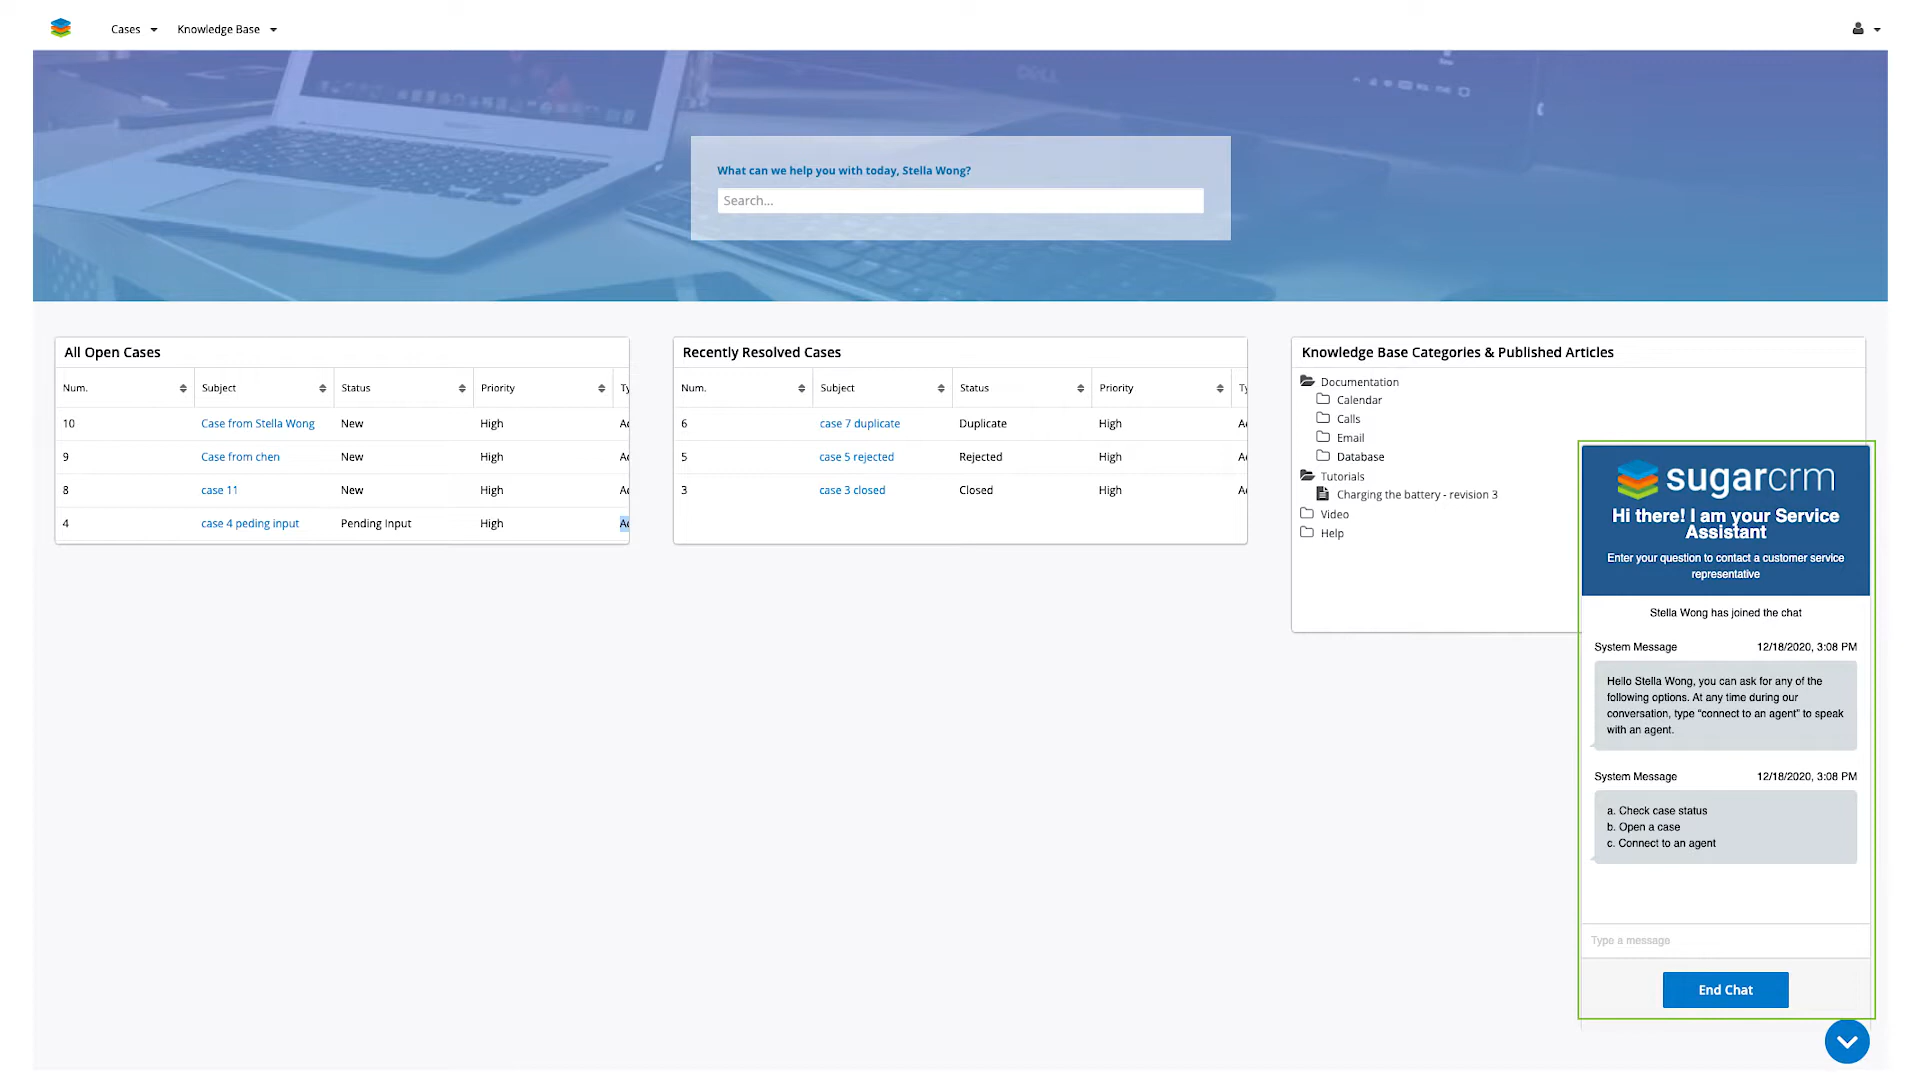 Cases
Knowledge Base
DELL
What can we help you with today, Stella Wong?
Search...
All Open Cases
Num. Subject Status Priority
10 Case from Stella Wong New High
9 Case from chen New High
8 case 11 New High
4 case 4 peding input Pending Input High
Recently Resolved Cases
Num. Subject Status Priority
6 case 7 duplicate Duplicate High
5 case 5 rejected Rejected High
3 case 3 closed Closed High
Knowledge Base Categories & Published Articles
Documentation
Calendar
Calls
Email
Database
Tutorials
Charging the battery - revision 3
Video
Help
sugarcrm
Hi there! I am your Service
Assistant
Enter your question to contact a customer service
representative
Stella Wong has joined the chat
System Message 12/18/2020, 3:08 PM
Hello Stella Wong, you can ask for any of the
following options. At any time during our
conversation, type “connect to an agent” to speak
with an agent.
System Message 12/18/2020, 3:08 PM
a. Check case status
b. Open a case
c. Connect to an agent
Type a message
End Chat